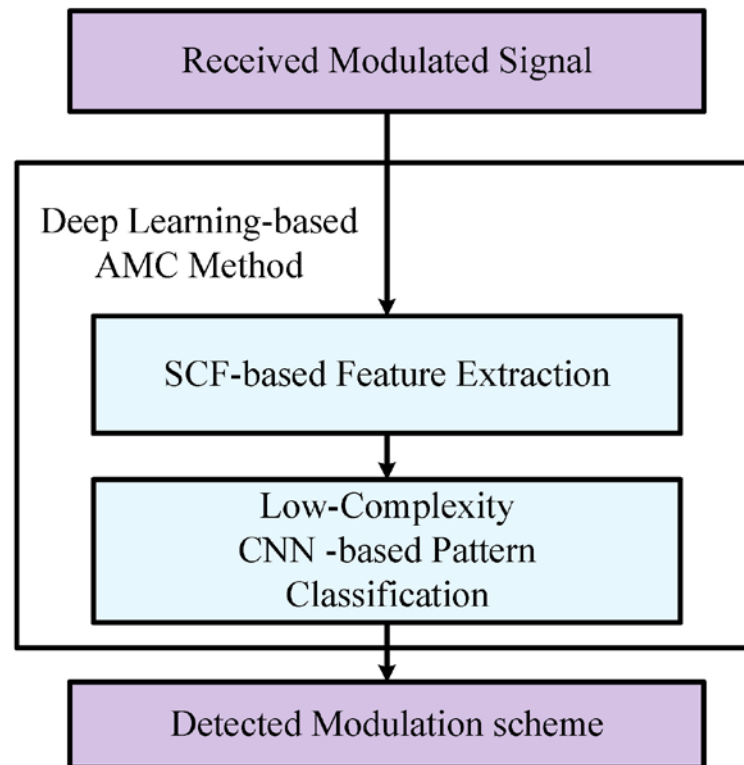 Received Modulated Signal
Deep Learning-based
AMC Method
SCF-based Feature Extraction
Low-Complexity
CNN -based Pattern
Classification
Detected Modulation scheme